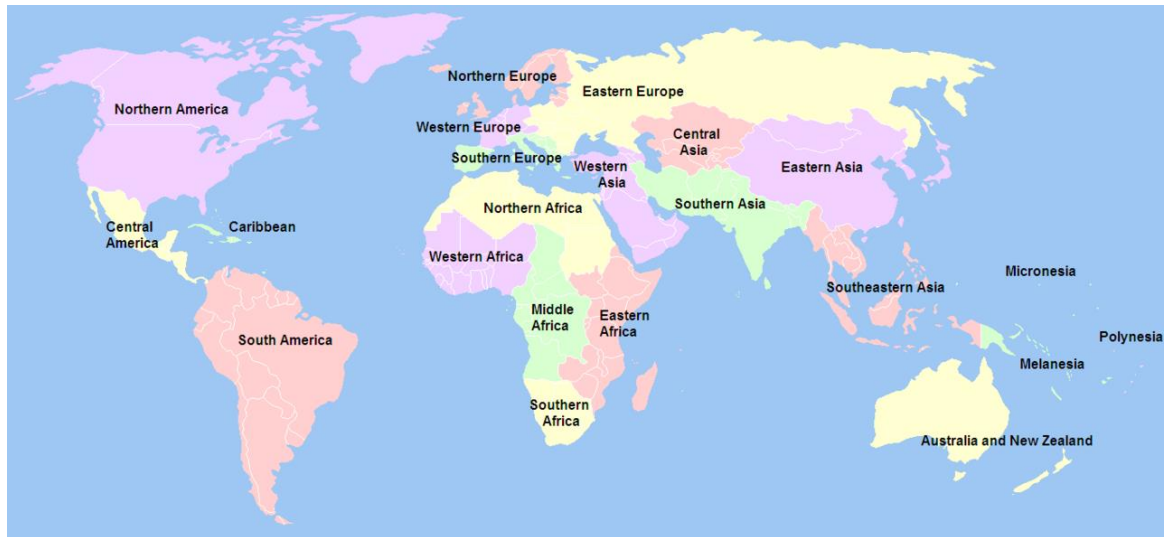 Northern Europe
Eastern Europe
Northern America
Western Europe
Central
Asia
Southern Europe
Western
Asia
Eastern Asia
Southern Asia
Northern Africa
Central
America
Caribbean
Western Africa
Micronesia
Southeastern Asia
Middle
Africa
Eastern
Africa
South America
Polynesia
Melanesia
Southern
Africa
Australia and New Zealand